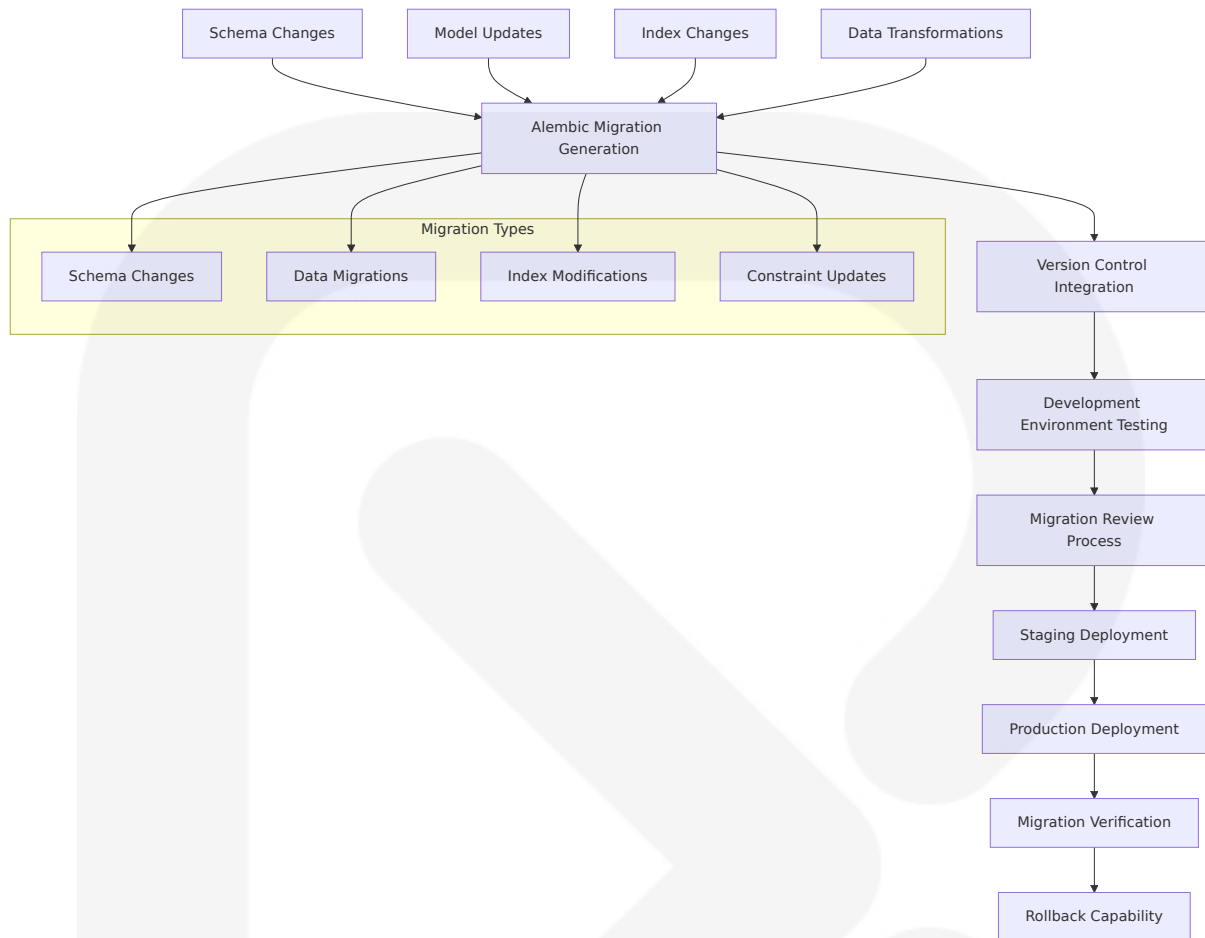 Schema Changes
Model Updates
Index Changes
Data Transformations
Alembic Migration
Generation
Migration Types
Schema Changes
Data Migrations
Index Modifications
Constraint Updates
Version Control
Integration
Development
Environment Testing
Migration Review
Process
Staging Deployment
Production Deployment
Migration Verification
Rollback Capability